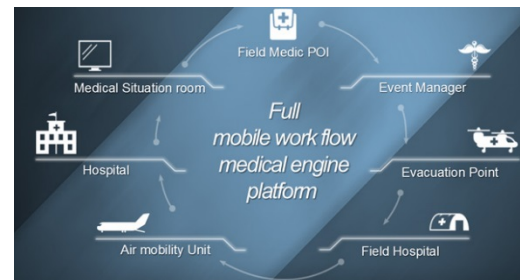 Field Medic POI
Medical Situation room
Event Manager
Full
mobile work flow
medical engine
platform
Hospital
Evacuation Point
Air mobility Unit
Field Hospital